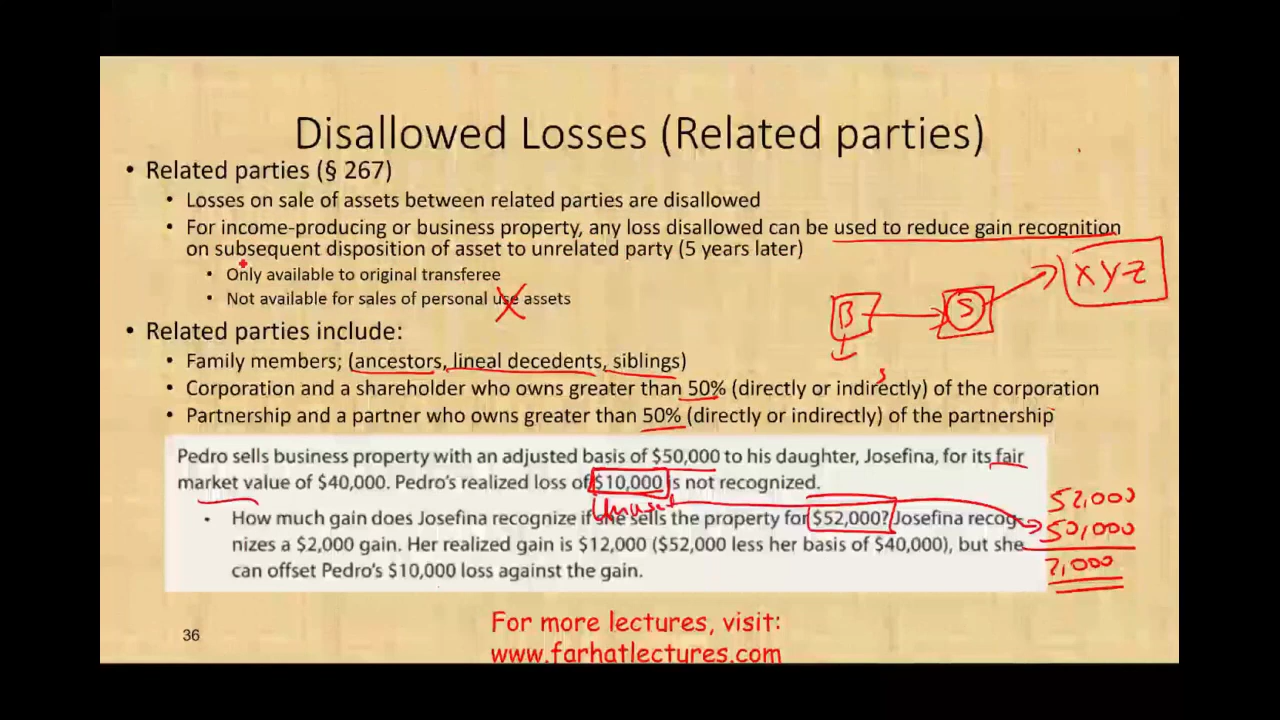 Disallowed Losses (Related parties)
• Related parties (§ 267)
• Losses on sale of assets between related parties are disallowed
• For income-producing or business property, any loss disallowed can be used to reduce gain recognition
on subsequent disposition of asset to unrelated party (5 years later)
• Only available to original transferee
• Not available for sales of personal use assets
B
S
XYZ
• Related parties include:
• Family members; (ancestors, lineal decedents, siblings)
• Corporation and a shareholder who owns greater than 50% (directly or indirectly) of the corporation
• Partnership and a partner who owns greater than 50% (directly or indirectly) of the partnership
Pedro sells business property with an adjusted basis of $50,000 to his daughter, Josefina, for its fair
market value of $40,000. Pedro's realized loss of $10,000 is not recognized.
• How much gain does Josefina recognize if she sells the property for $52,000? Josefina recog-
nizes a $2,000 gain. Her realized gain is $12,000 ($52,000 less her basis of $40,000), but she
can offset Pedro's $10,000 loss against the gain.
52,000
50,000
2,000
For more lectures, visit:
www.farhatlectures.com
36